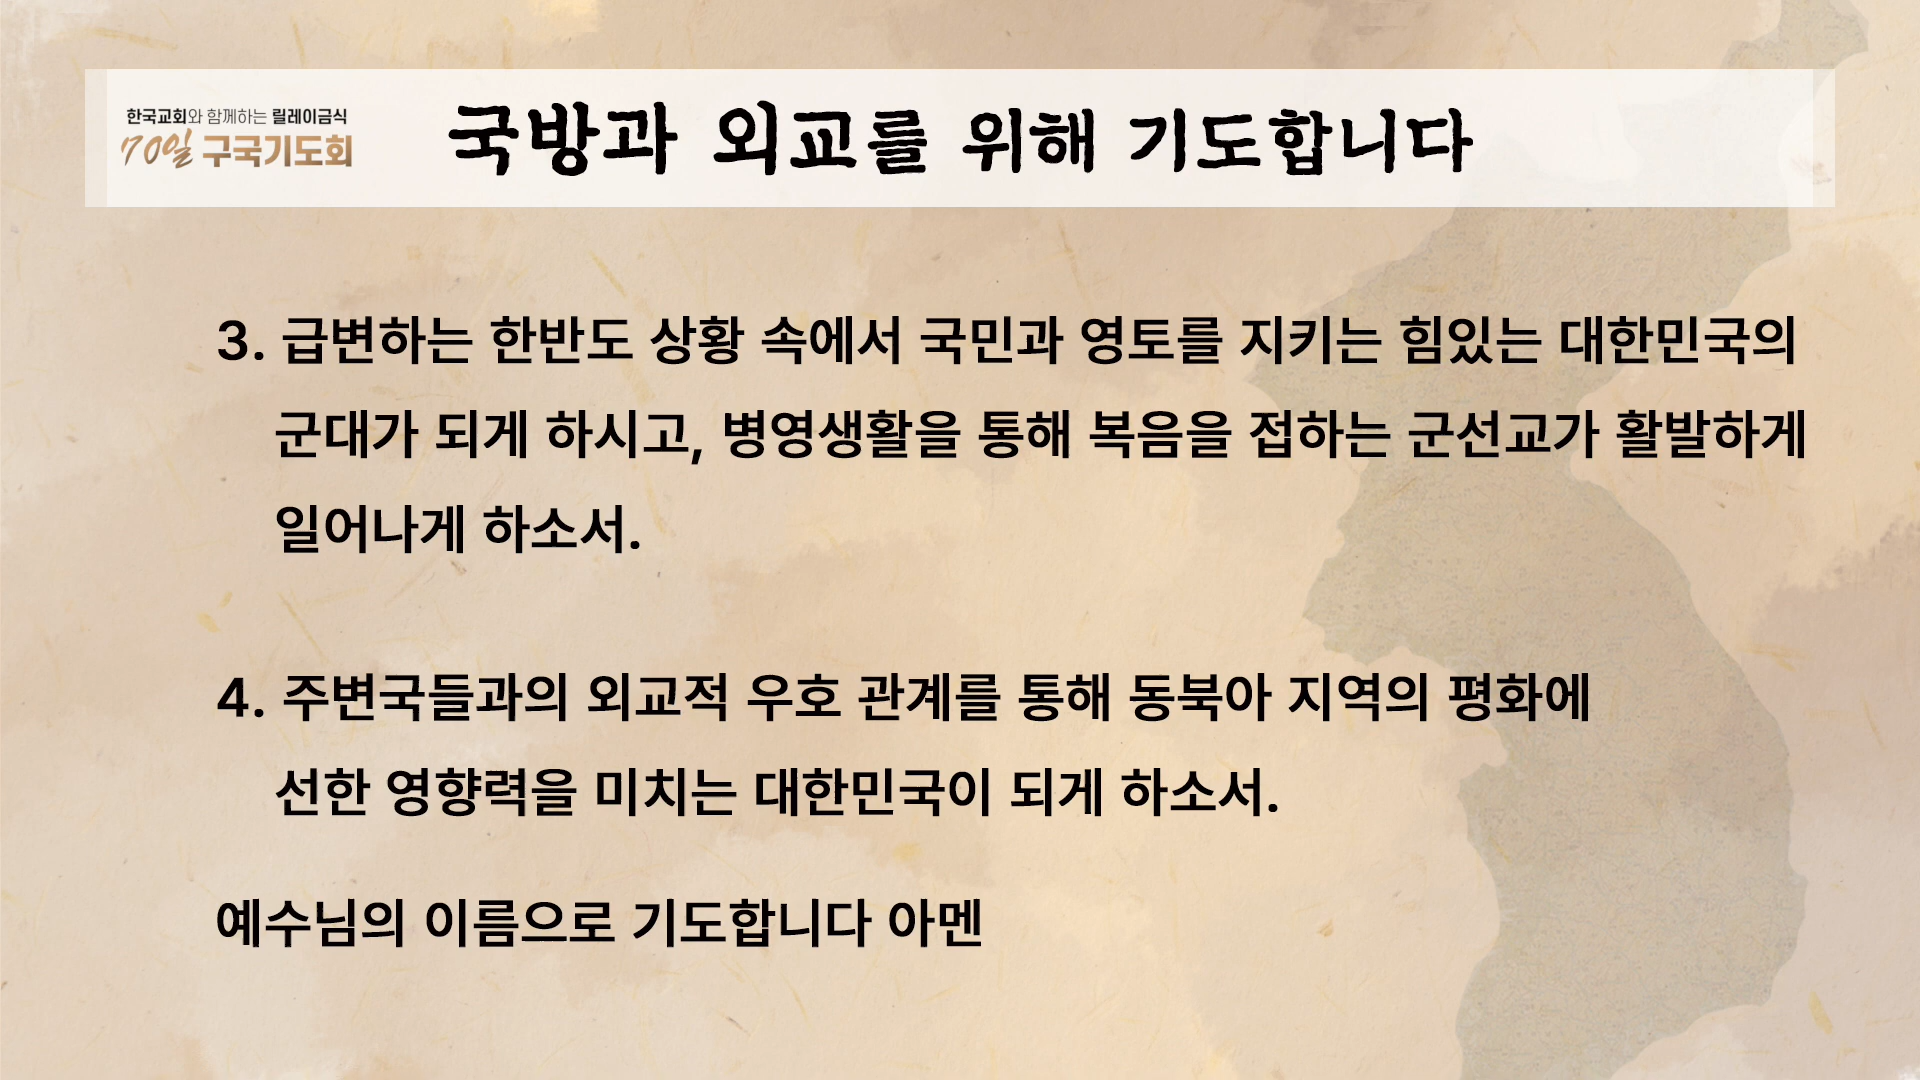 한국교회와 함께하는 릴레이금식
70일 구국기도회
국방과 외교를 위해 기도합니다
3. 급변하는 한반도 상황 속에서 국민과 영토를 지키는 힘있는 대한민국의
군대가 되게 하시고, 병영생활을 통해 복음을 접하는 군선교가 활발하게
일어나게 하소서.
4. 주변국들과의 외교적 우호 관계를 통해 동북아 지역의 평화에
선한 영향력을 미치는 대한민국이 되게 하소서.
예수님의 이름으로 기도합니다 아멘